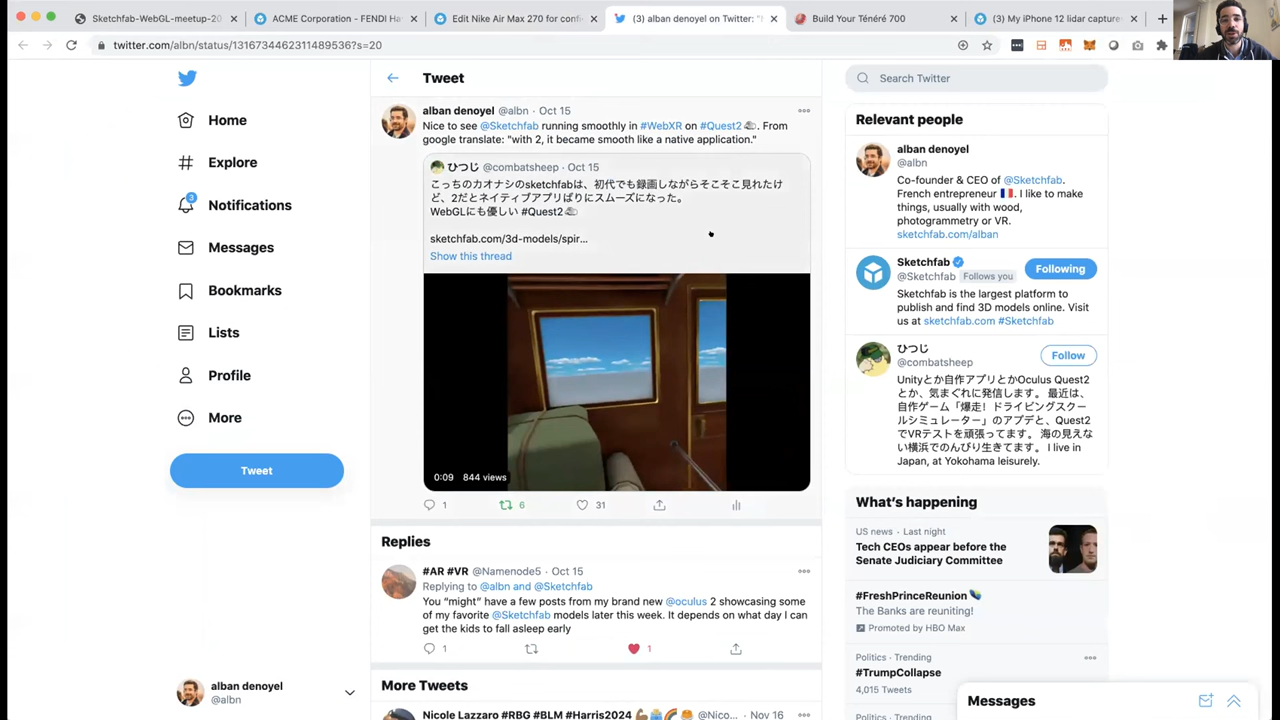 Sketchfab-WebGL-meetup-20
ACME Corporation - FENDI Ha
Edit Nike Air Max 270 for confi
(3) alban denoyel on Twitter: "
Build Your Ténéré 700
(3) My iPhone 12 lidar capture
twitter.com/albn/status/1316734462311489536?s=20
Tweet
Search Twitter
Home
Explore
3
Notifications
Messages
Bookmarks
Lists
Profile
More
Tweet
alban denoyel
@albn
alban denoyel @albn · Oct 15
Nice to see @Sketchfab running smoothly in #WebXR on #Quest2. From
google translate: "with 2, it became smooth like a native application."
ひつじ @combatsheep · Oct 15
こっちのカオナシのsketchfabは、初代でも録画しながらそこそこ見れたけ
ど、2だとネイティブアプリばりにスムーズになった。
WebGLにも優しい #Quest2
sketchfab.com/3d-models/spir...
Show this thread
0:09 844 views
1 6 31
Replies
#AR #VR @Namenode5 · Oct 15
Replying to @albn and @Sketchfab
You "might" have a few posts from my brand new @oculus 2 showcasing some
of my favorite @Sketchfab models later this week. It depends on what day I can
get the kids to fall asleep early
1 1
More Tweets
Nicole Lazzaro #RBG #BLM #Harris2024 @Nico... · Nov 16
Relevant people
alban denoyel
@albn
Co-founder & CEO of @Sketchfab.
French entrepreneur 🇫🇷. I like to make
things, usually with wood,
photogrammetry or VR.
sketchfab.com/alban
Sketchfab
@Sketchfab Follows you
Following
Sketchfab is the largest platform to
publish and find 3D models online. Visit
us at sketchfab.com #Sketchfab
ひつじ
@combatsheep
Follow
Unityとか自作アプリとかOculus Quest2
とか、気まぐれに発信します。 最近は、
自作ゲーム「爆走！ドライビングスク
ールシミュレーター」のアプデと、Quest2
でVRテストを頑張ってます。 海の見えな
い横浜でのんびり生きてます。 I live in
Japan, at Yokohama leisurely.
What's happening
US news · Last night
Tech CEOs appear before the
Senate Judiciary Committee
#FreshPrinceReunion
The Banks are reuniting!
Promoted by HBO Max
Politics · Trending
#TrumpCollapse
4,015 Tweets
Politics · Trending
Messages